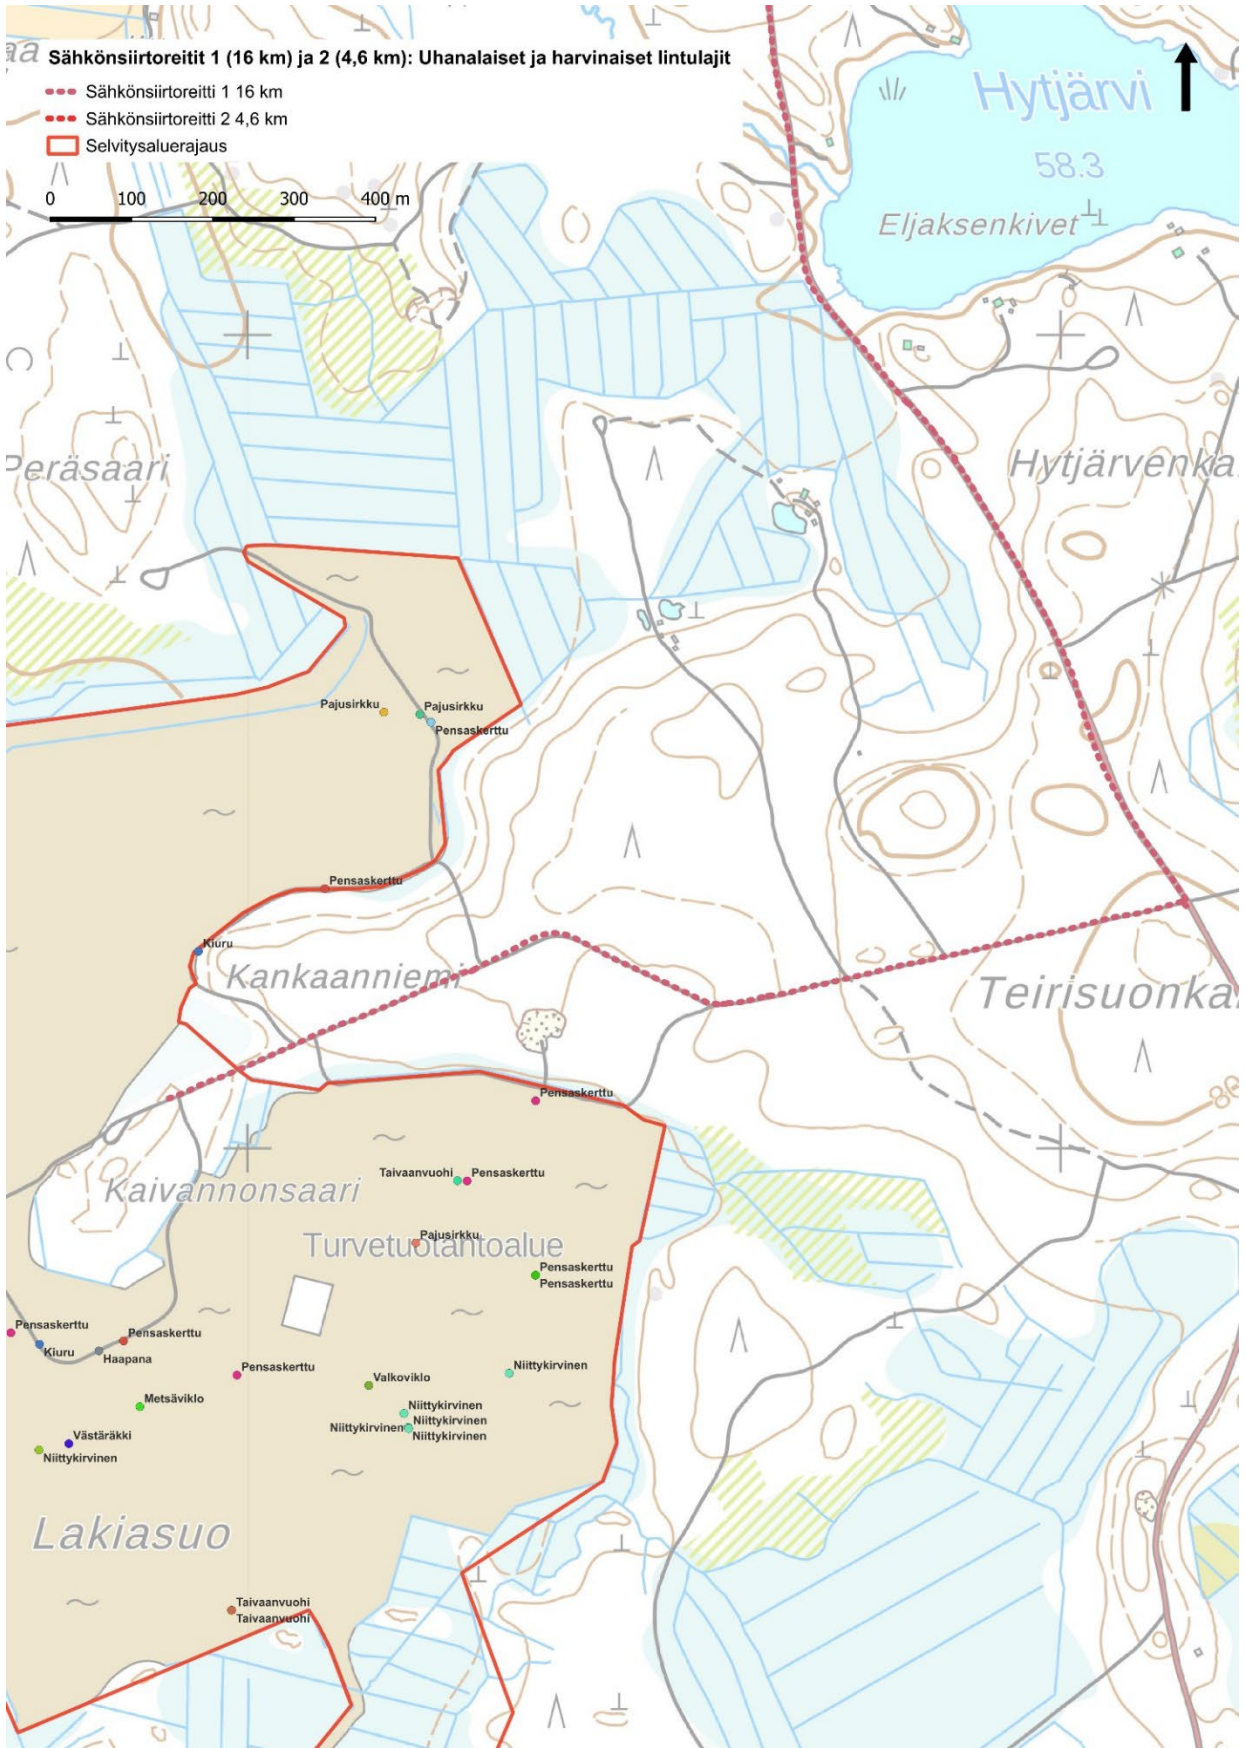 aa
Sähkönsiirtoreitit 1 (16 km) ja 2 (4,6 km): Uhanalaiset ja harvinaiset lintulajit
Sähkönsiirtoreitti 1 16 km
Sähkönsiirtoreitti 2 4,6 km
Selvitysaluerajaus
0 100 200 300 400 m
Hytjärvi
58.3
Eljaksenkivet
Peräsaari
Hytjärvenka
Pajusirkku
Pajusirkku
Pensaskerttu
Pensaskerttu
Kiuru
Kankaanniemi
Teirisuonka
Pensaskerttu
Taivaanvuohi
Pensaskerttu
Kaivannonsaari
Pajusirkku
Turvetuotantoalue
Pensaskerttu
Pensaskerttu
Pensaskerttu
Kiuru
Haapana
Pensaskerttu
Pensaskerttu
Valkoviklo
Niittykirvinen
Metsäviklo
Niittykirvinen
Niittykirvinen
Niittykirvinen
Niittykirvinen
Västäräkki
Niittykirvinen
Lakiasuo
Taivaanvuohi
Taivaanvuohi